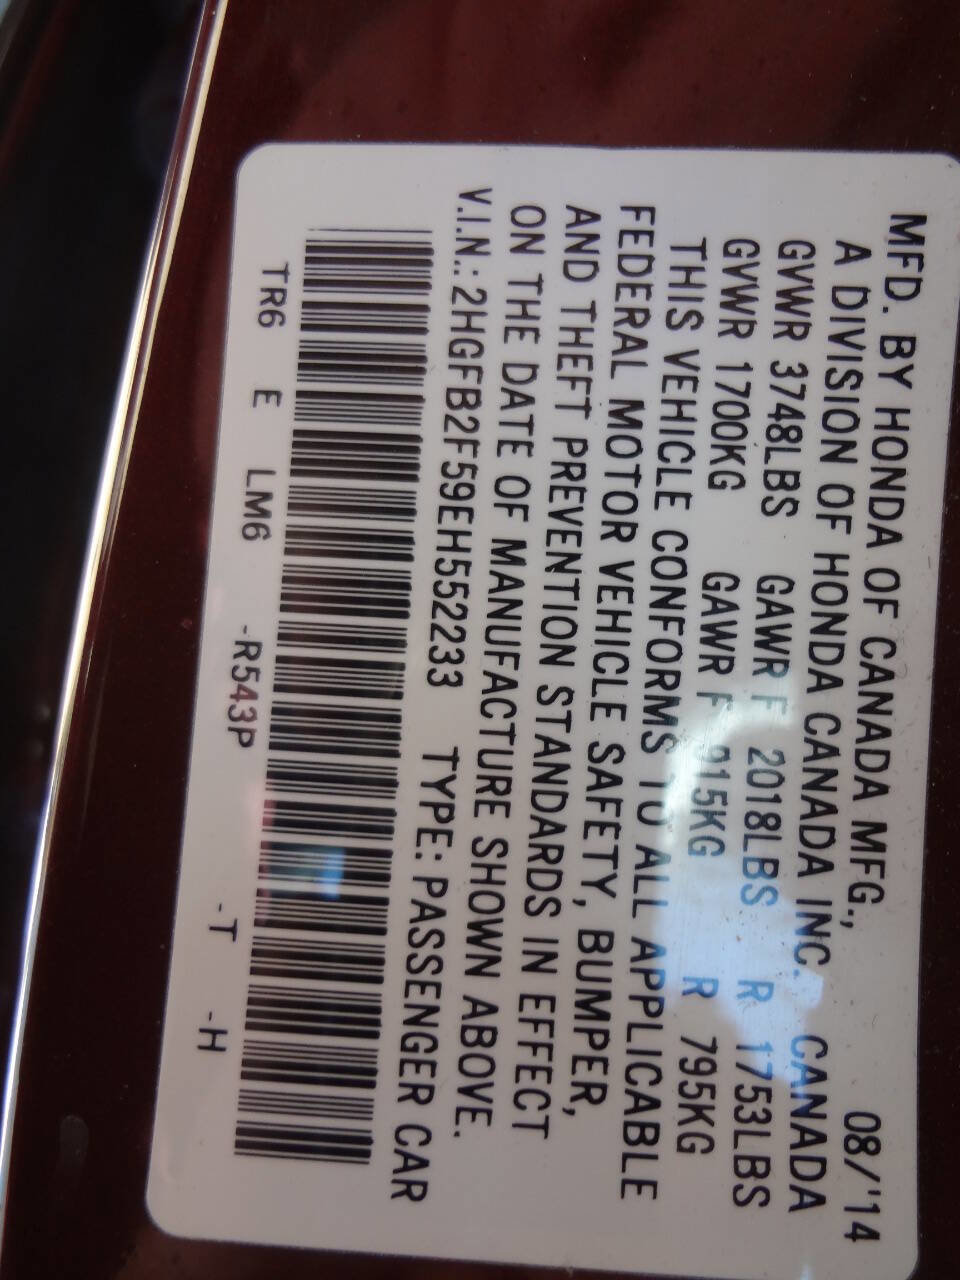 MFD. BY HONDA OF CANADA MFG., 08/'14
A DIVISION OF HONDA CANADA INC. CANADA
GVWR 3748LBS GAWR F 2018LBS R 1753LBS
GVWR 1700KG GAWR F 915KG R 795KG
THIS VEHICLE CONFORMS TO ALL APPLICABLE
FEDERAL MOTOR VEHICLE SAFETY, BUMPER,
AND THEFT PREVENTION STANDARDS IN EFFECT
ON THE DATE OF MANUFACTURE SHOWN ABOVE.
V.I.N.: 2HGFB2F59EH552233 TYPE: PASSENGER CAR
TR6 E LM6 -R543P -T -H